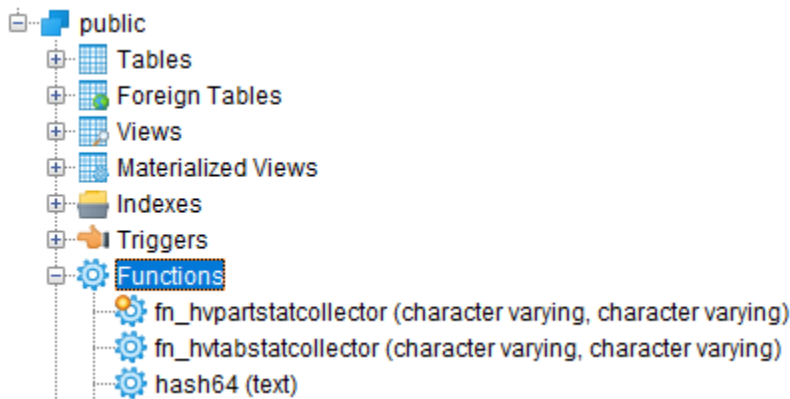 public
Tables
Foreign Tables
Views
Materialized Views
Indexes
Triggers
Functions
fn_hvpartstatcollector (character varying, character varying)
fn_hvtabstatcollector (character varying, character varying)
hash64 (text)